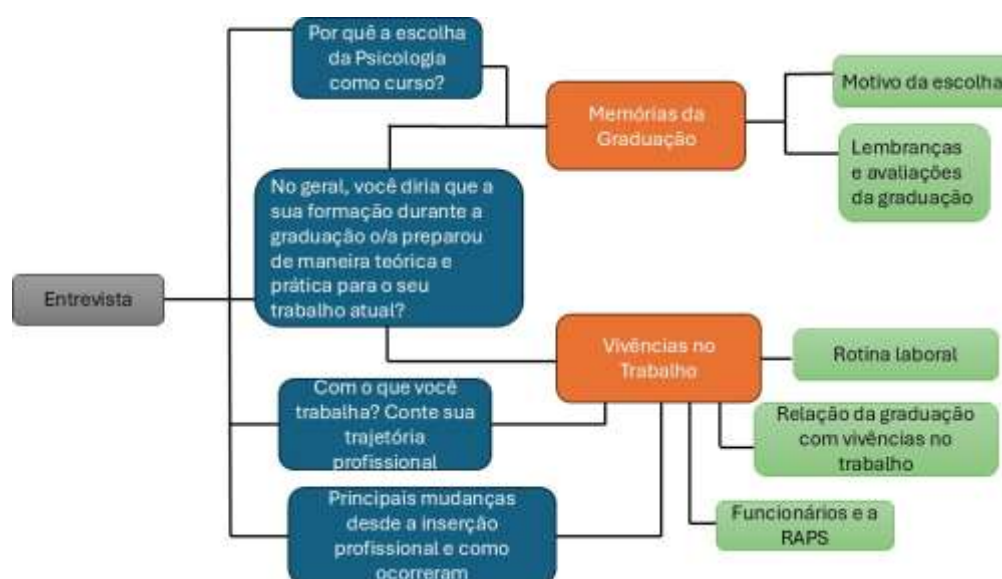 Por quê a escolha
da Psicologia
como curso?
Memórias da
Graduação
Motivo da escolha
Lembranças
e avaliações
da graduação
No geral, você diria que a
sua formação durante a
graduação o/a preparou
de maneira teórica e
prática para o seu
trabalho atual?
Entrevista
Vivências no
Trabalho
Rotina laboral
Com o que você
trabalha? Conte sua
trajetória
profissional
Relação da graduação
com vivências no
trabalho
Principais mudanças
desde a inserção
profissional e como
ocorreram
Funcionários e a
RAPS